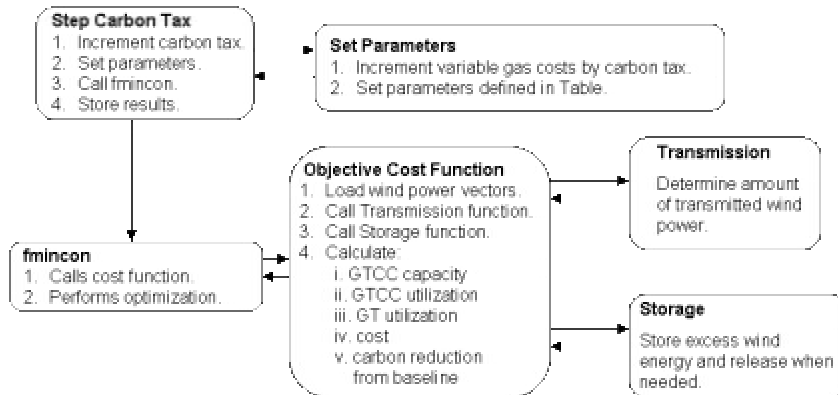 Step Carbon Tax
1. Increment carbon tax.
2. Set parameters.
3. Call fmincon.
4. Store results.
Set Parameters
1. Increment variable gas costs by carbon tax.
2. Set parameters defined in Table.
Objective Cost Function
1. Load wind power vectors.
2. Call Transmission function.
3. Call Storage function.
4. Calculate:
i. GTCC capacity
ii. GTCC utilization
iii. GT utilization
iv. cost
v. carbon reduction
from baseline
Transmission
Determine amount
of transmitted wind
power.
fmincon
1. Calls cost function.
2. Performs optimization.
Storage
Store excess wind
energy and release when
needed.